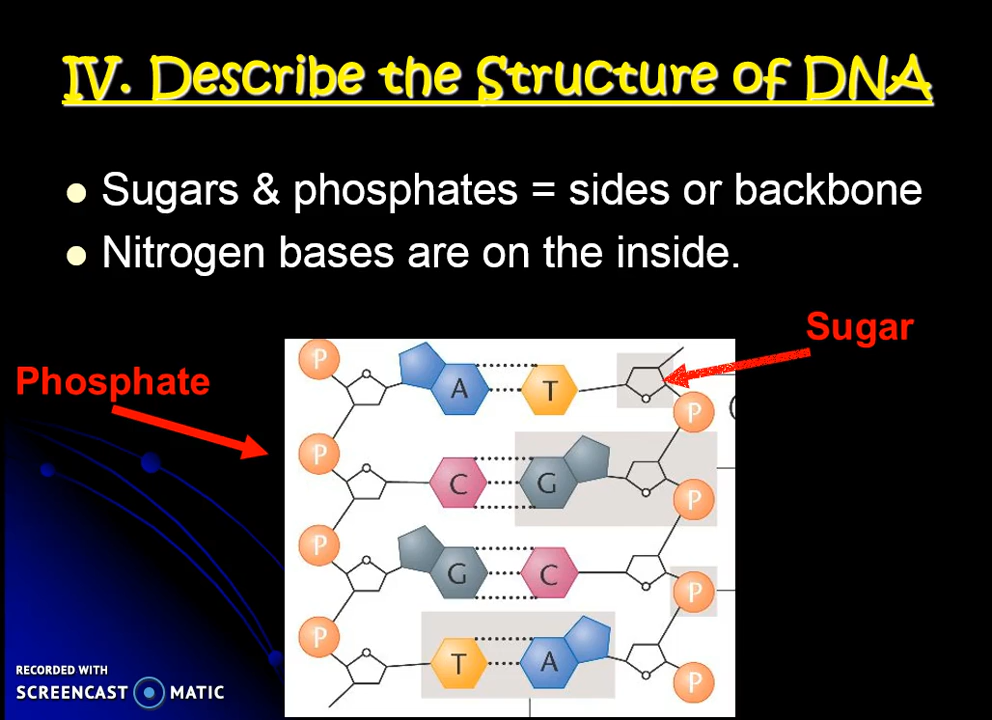 IV. Describe the Structure of DNA
Sugars & phosphates = sides or backbone
Nitrogen bases are on the inside.
Sugar
Phosphate
P
A T
P
P
C G
P
P
G C
P
P
T A
P
RECORDED WITH
SCREENCAST MATIC